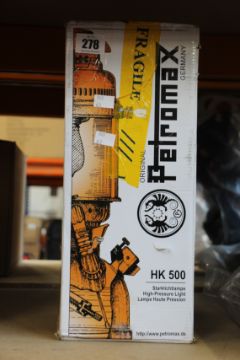 278
FRAGILE
ORIGINAL
Petromax
GERMANY
HK 500
Starklichtlampe
High-Pressure Light
Lampe Haute Pression
http://www.petromax.de